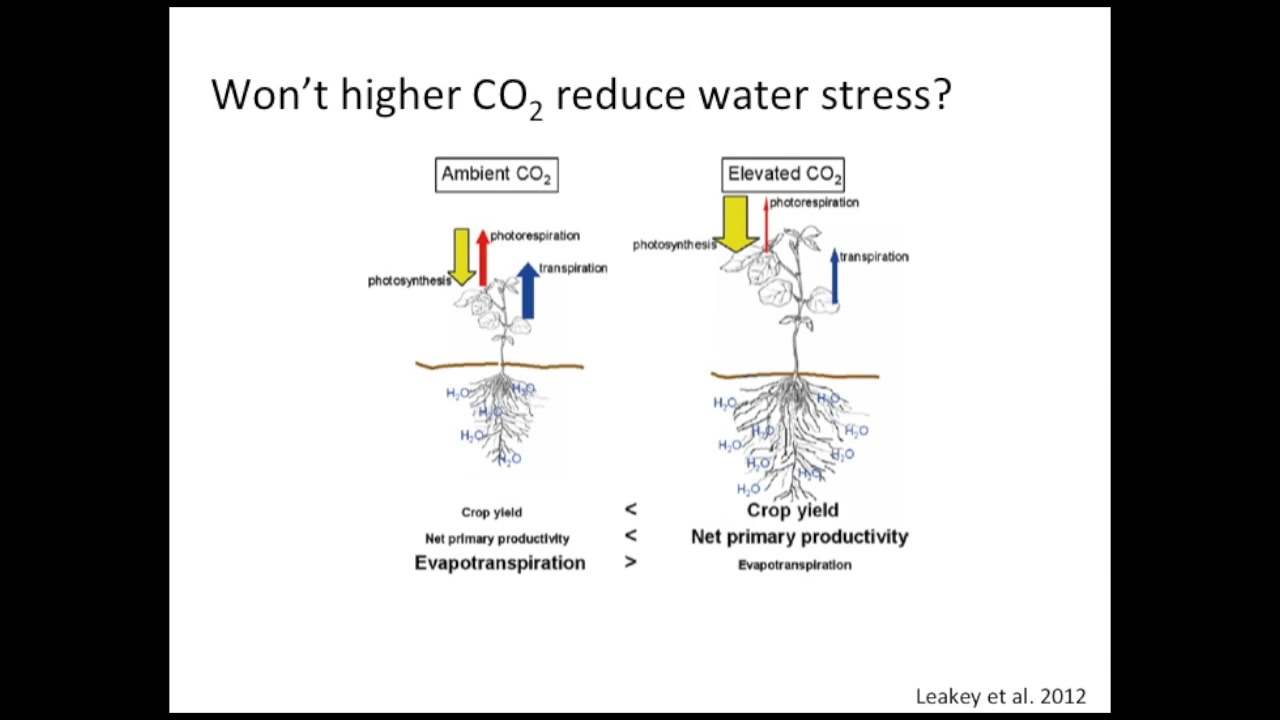 Won't higher CO₂ reduce water stress?
Ambient CO₂
Elevated CO₂
photorespiration
photosynthesis
transpiration
photorespiration
photosynthesis
transpiration
H₂O
H₂O
H₂O
H₂O
H₂O
H₂O
H₂O
H₂O
H₂O
H₂O
H₂O
H₂O
H₂O
H₂O
Crop yield < Crop yield
Net primary productivity < Net primary productivity
Evapotranspiration > Evapotranspiration
Leakey et al. 2012